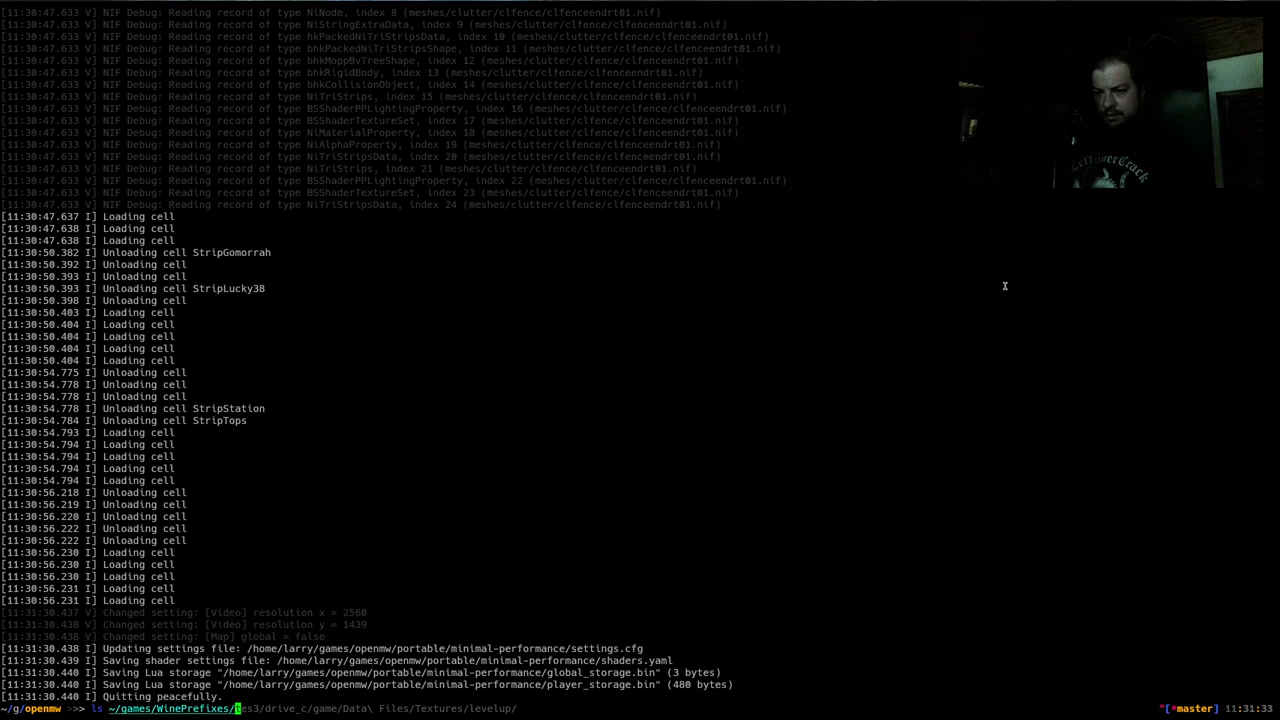 [11:30:47.633 V] NIF Debug: Reading record of type NiNode, index 8 (meshes/clutter/clfence/clfenceendrt01.nif)
[11:30:47.633 V] NIF Debug: Reading record of type NiStringExtraData, index 9 (meshes/clutter/clfence/clfenceendrt01.nif)
[11:30:47.633 V] NIF Debug: Reading record of type hkPackedNiTriStripsData, index 10 (meshes/clutter/clfence/clfenceendrt01.nif)
[11:30:47.633 V] NIF Debug: Reading record of type bhkPackedNiTriStripsShape, index 11 (meshes/clutter/clfence/clfenceendrt01.nif)
[11:30:47.633 V] NIF Debug: Reading record of type bhkMoppBvTreeShape, index 12 (meshes/clutter/clfence/clfenceendrt01.nif)
[11:30:47.633 V] NIF Debug: Reading record of type bhkRigidBody, index 13 (meshes/clutter/clfence/clfenceendrt01.nif)
[11:30:47.633 V] NIF Debug: Reading record of type bhkCollisionObject, index 14 (meshes/clutter/clfence/clfenceendrt01.nif)
[11:30:47.633 V] NIF Debug: Reading record of type NiTriStrips, index 15 (meshes/clutter/clfence/clfenceendrt01.nif)
[11:30:47.633 V] NIF Debug: Reading record of type BSShaderPPLightingProperty, index 16 (meshes/clutter/clfence/clfenceendrt01.nif)
[11:30:47.633 V] NIF Debug: Reading record of type BSShaderTextureSet, index 17 (meshes/clutter/clfence/clfenceendrt01.nif)
[11:30:47.633 V] NIF Debug: Reading record of type NiMaterialProperty, index 18 (meshes/clutter/clfence/clfenceendrt01.nif)
[11:30:47.633 V] NIF Debug: Reading record of type NiAlphaProperty, index 19 (meshes/clutter/clfence/clfenceendrt01.nif)
[11:30:47.633 V] NIF Debug: Reading record of type NiTriStripsData, index 20 (meshes/clutter/clfence/clfenceendrt01.nif)
[11:30:47.633 V] NIF Debug: Reading record of type NiTriStrips, index 21 (meshes/clutter/clfence/clfenceendrt01.nif)
[11:30:47.633 V] NIF Debug: Reading record of type BSShaderPPLightingProperty, index 22 (meshes/clutter/clfence/clfenceendrt01.nif)
[11:30:47.633 V] NIF Debug: Reading record of type BSShaderTextureSet, index 23 (meshes/clutter/clfence/clfenceendrt01.nif)
[11:30:47.633 V] NIF Debug: Reading record of type NiTriStripsData, index 24 (meshes/clutter/clfence/clfenceendrt01.nif)
[11:30:47.637 I] Loading cell
[11:30:47.638 I] Loading cell
[11:30:47.638 I] Loading cell
[11:30:50.382 I] Unloading cell StripGomorrah
[11:30:50.392 I] Unloading cell
[11:30:50.393 I] Unloading cell
[11:30:50.393 I] Unloading cell StripLucky38
[11:30:50.398 I] Unloading cell
[11:30:50.403 I] Loading cell
[11:30:50.404 I] Loading cell
[11:30:50.404 I] Loading cell
[11:30:50.404 I] Loading cell
[11:30:50.404 I] Loading cell
[11:30:54.775 I] Unloading cell
[11:30:54.778 I] Unloading cell
[11:30:54.778 I] Unloading cell
[11:30:54.778 I] Unloading cell StripStation
[11:30:54.784 I] Unloading cell StripTops
[11:30:54.793 I] Loading cell
[11:30:54.794 I] Loading cell
[11:30:54.794 I] Loading cell
[11:30:54.794 I] Loading cell
[11:30:54.794 I] Loading cell
[11:30:56.218 I] Unloading cell
[11:30:56.219 I] Unloading cell
[11:30:56.220 I] Unloading cell
[11:30:56.222 I] Unloading cell
[11:30:56.222 I] Unloading cell
[11:30:56.230 I] Loading cell
[11:30:56.230 I] Loading cell
[11:30:56.230 I] Loading cell
[11:30:56.231 I] Loading cell
[11:30:56.231 I] Loading cell
[11:31:30.437 V] Changed setting: [Video] resolution x = 2560
[11:31:30.438 V] Changed setting: [Video] resolution y = 1439
[11:31:30.438 V] Changed setting: [Map] global = false
[11:31:30.438 I] Updating settings file: /home/larry/games/openmw/portable/minimal-performance/settings.cfg
[11:31:30.439 I] Saving shader settings file: /home/larry/games/openmw/portable/minimal-performance/shaders.yaml
[11:31:30.440 I] Saving Lua storage "/home/larry/games/openmw/portable/minimal-performance/global_storage.bin" (3 bytes)
[11:31:30.440 I] Saving Lua storage "/home/larry/games/openmw/portable/minimal-performance/player_storage.bin" (480 bytes)
[11:31:30.440 I] Quitting peacefully.
~/g/openmw >>> ls ~/games/WinePrefixes/tes3/drive_c/game/Data\ Files/Textures/levelup/ ^[*master] 11:31:33
Leftöver Crack